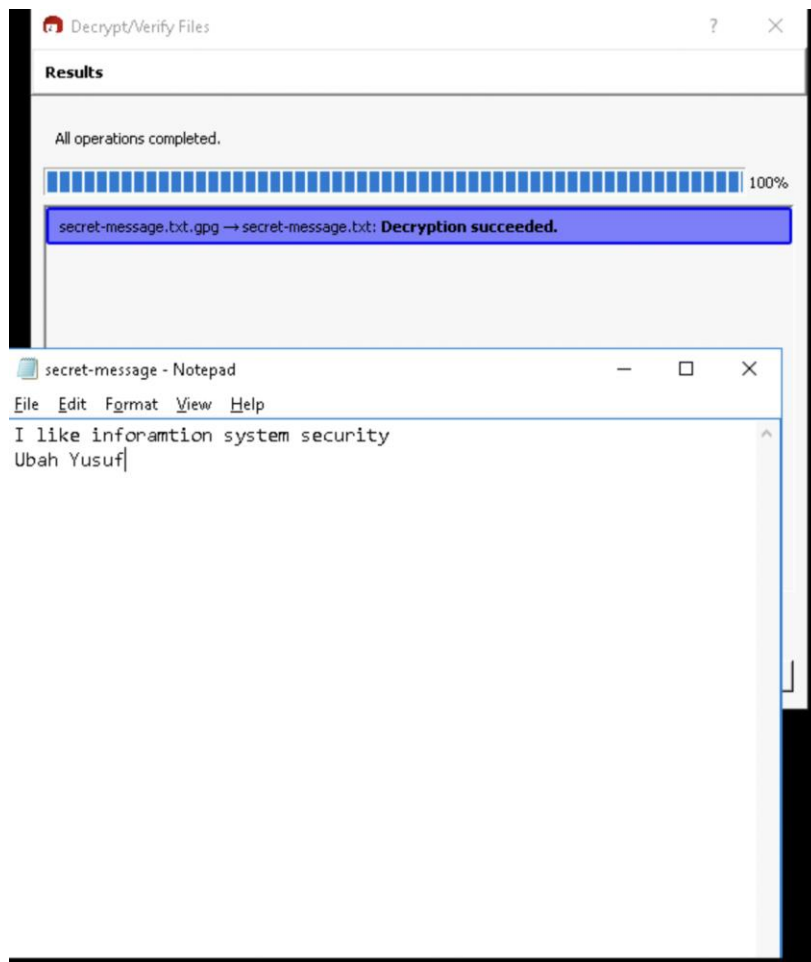 Decrypt/Verify Files ?
Results
All operations completed.
100%
secret-message.txt.gpg → secret-message.txt: Decryption succeeded.
secret-message - Notepad
File Edit Format View Help
I like inforamtion system security
Ubah Yusuf